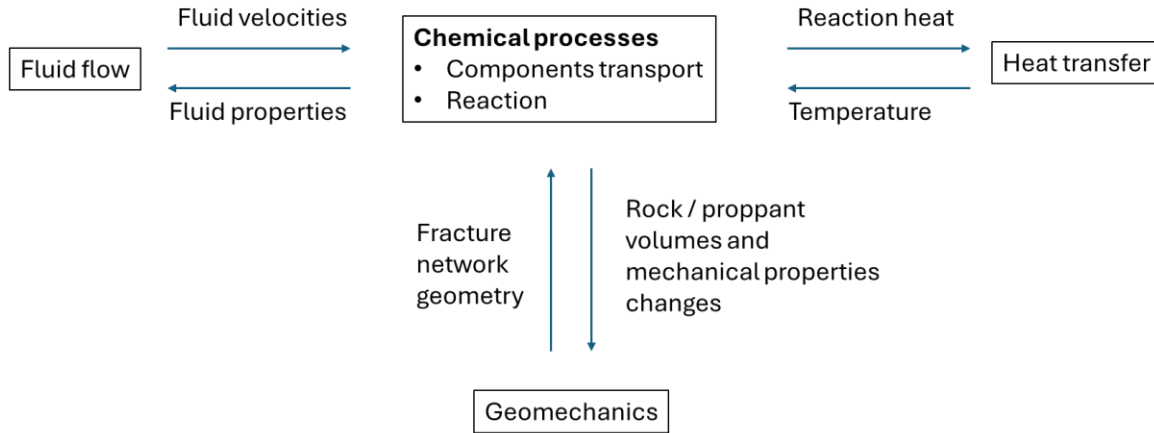 Fluid velocities
Fluid flow
Fluid properties
Chemical processes
• Components transport
• Reaction
Reaction heat
Heat transfer
Temperature
Fracture
network
geometry
Rock / proppant
volumes and
mechanical properties
changes
Geomechanics